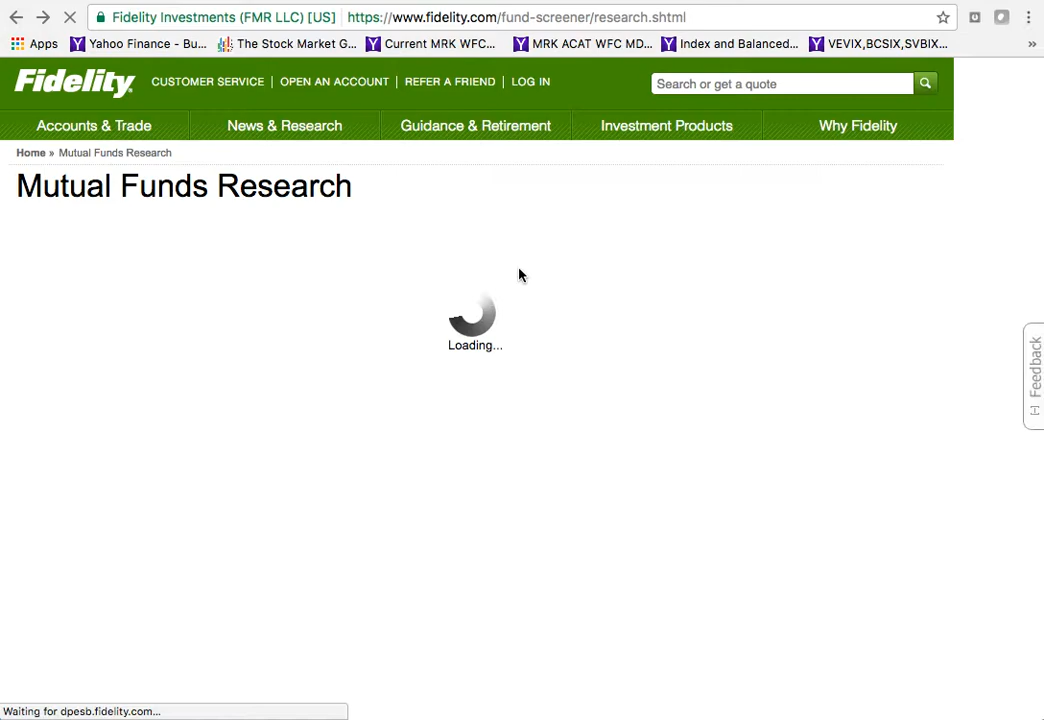 Fidelity Investments (FMR LLC) [US] https://www.fidelity.com/fund-screener/research.shtml
Apps Yahoo Finance - Bu... The Stock Market G... Current MRK WFC... MRK ACAT WFC MD... Index and Balanced... VEVIX,BCSIX,SVBIX... »
Fidelity CUSTOMER SERVICE | OPEN AN ACCOUNT | REFER A FRIEND | LOG IN Search or get a quote
Accounts & Trade News & Research Guidance & Retirement Investment Products Why Fidelity
Home » Mutual Funds Research
Mutual Funds Research
Loading...
[-] Feedback
Waiting for dpesb.fidelity.com...